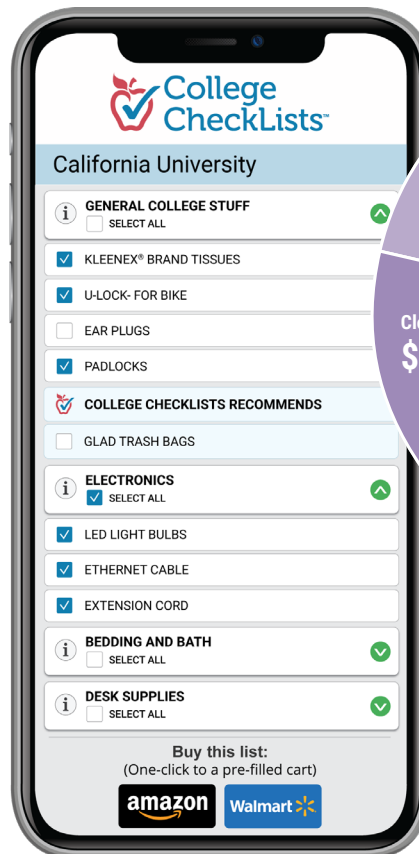 College
CheckLists™
California University
i GENERAL COLLEGE STUFF
SELECT ALL
KLEENEX® BRAND TISSUES
U-LOCK- FOR BIKE
EAR PLUGS
PADLOCKS
COLLEGE CHECKLISTS RECOMMENDS
GLAD TRASH BAGS
i ELECTRONICS
SELECT ALL
LED LIGHT BULBS
ETHERNET CABLE
EXTENSION CORD
i BEDDING AND BATH
SELECT ALL
i DESK SUPPLIES
SELECT ALL
Buy this list:
(One-click to a pre-filled cart)
amazon Walmart
$